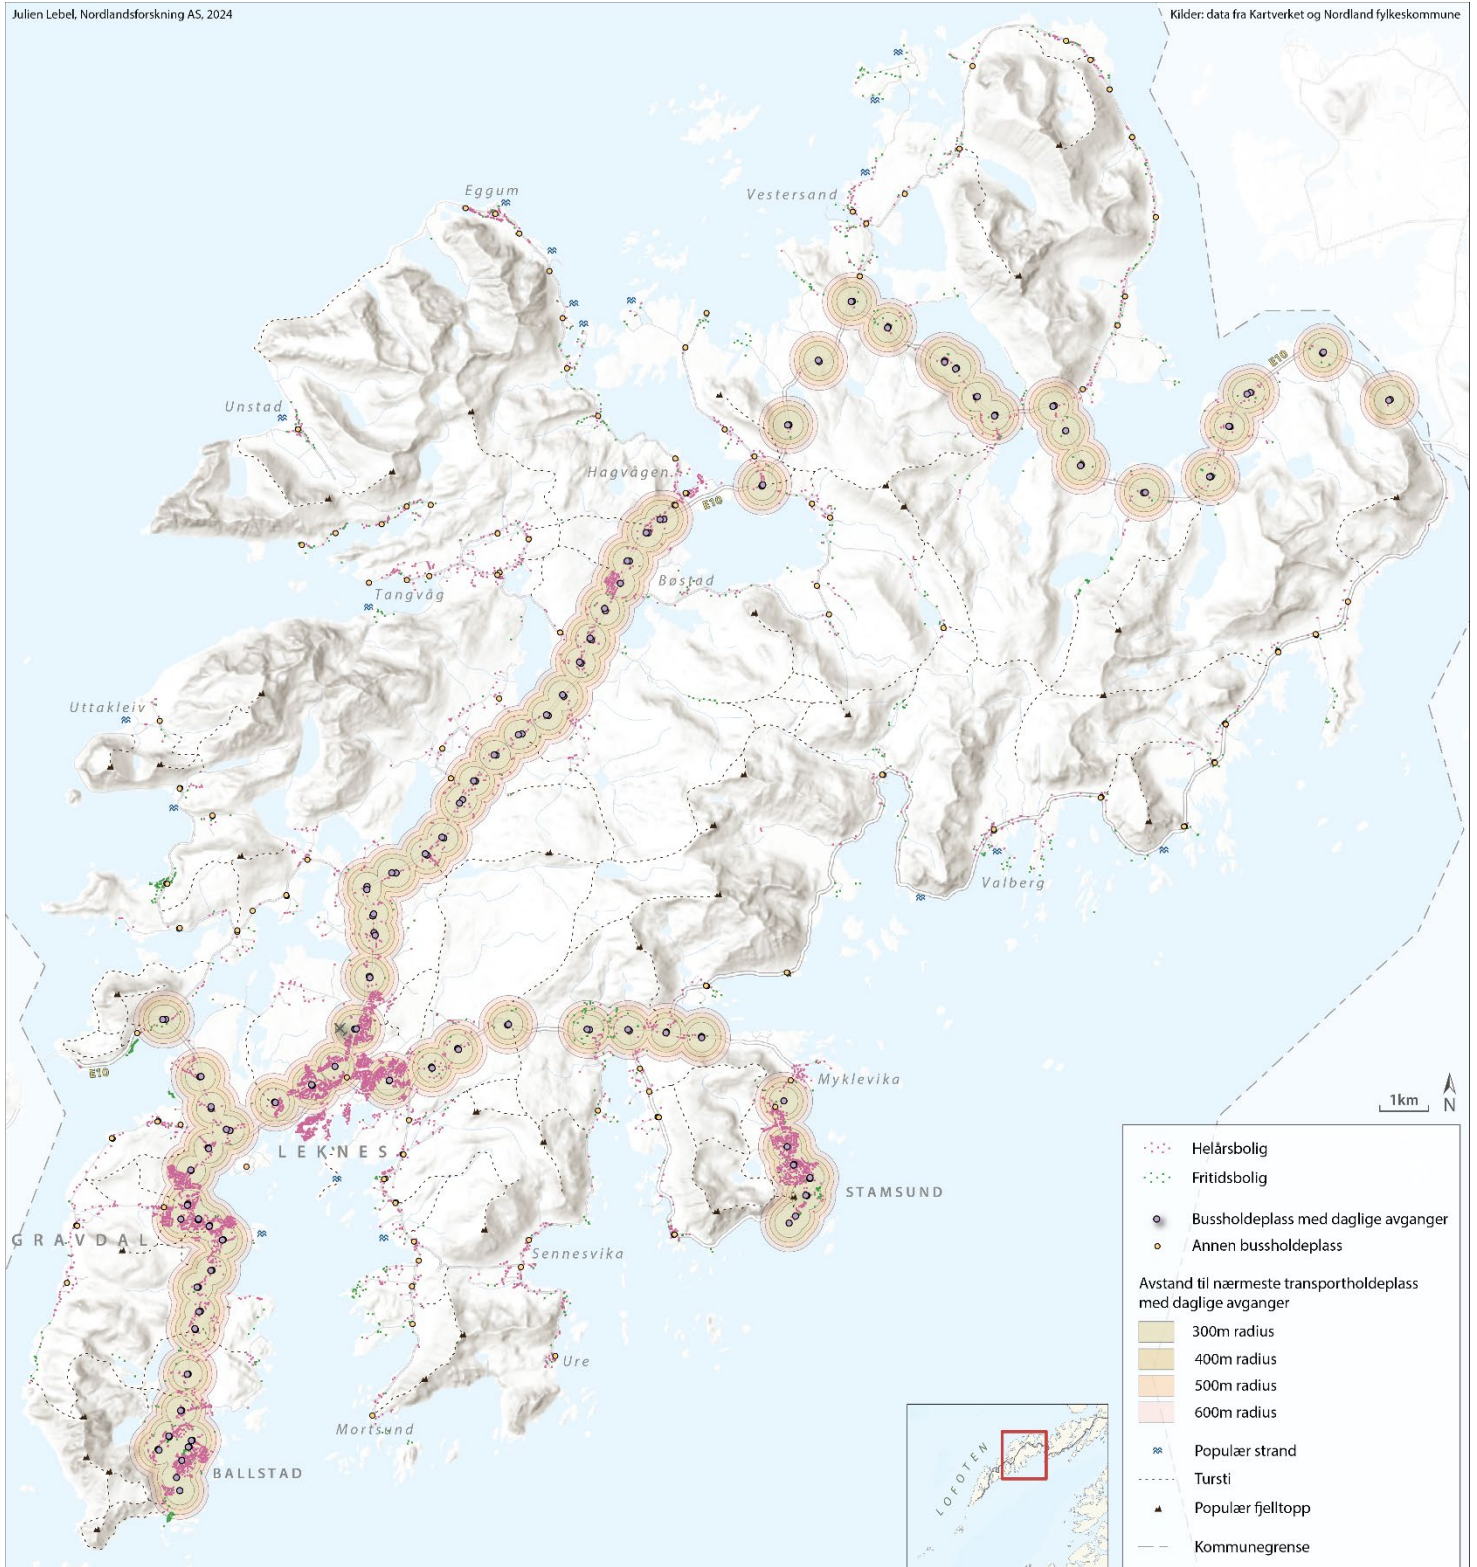 Julien Lebel, Nordlandsforskning AS, 2024
Kilder: data fra Kartverket og Nordland fylkeskommune
Eggum
Vestersand
E10
Unstad
Hagvågen
E10
Bøstad
Tangvåg
Uttakleiv
Valberg
E10
Myklevika
1km
N
LEKNES
STAMSUND
GRAVDAL
Sennesvika
Ure
Mortsund
BALLSTAD
LOFOTEN
Helårsbolig
Fritidsbolig
Bussholdeplass med daglige avganger
Annen bussholdeplass
Avstand til nærmeste transportholdeplass
med daglige avganger
300m radius
400m radius
500m radius
600m radius
Populær strand
Tursti
Populær fjelltopp
Kommunegrense